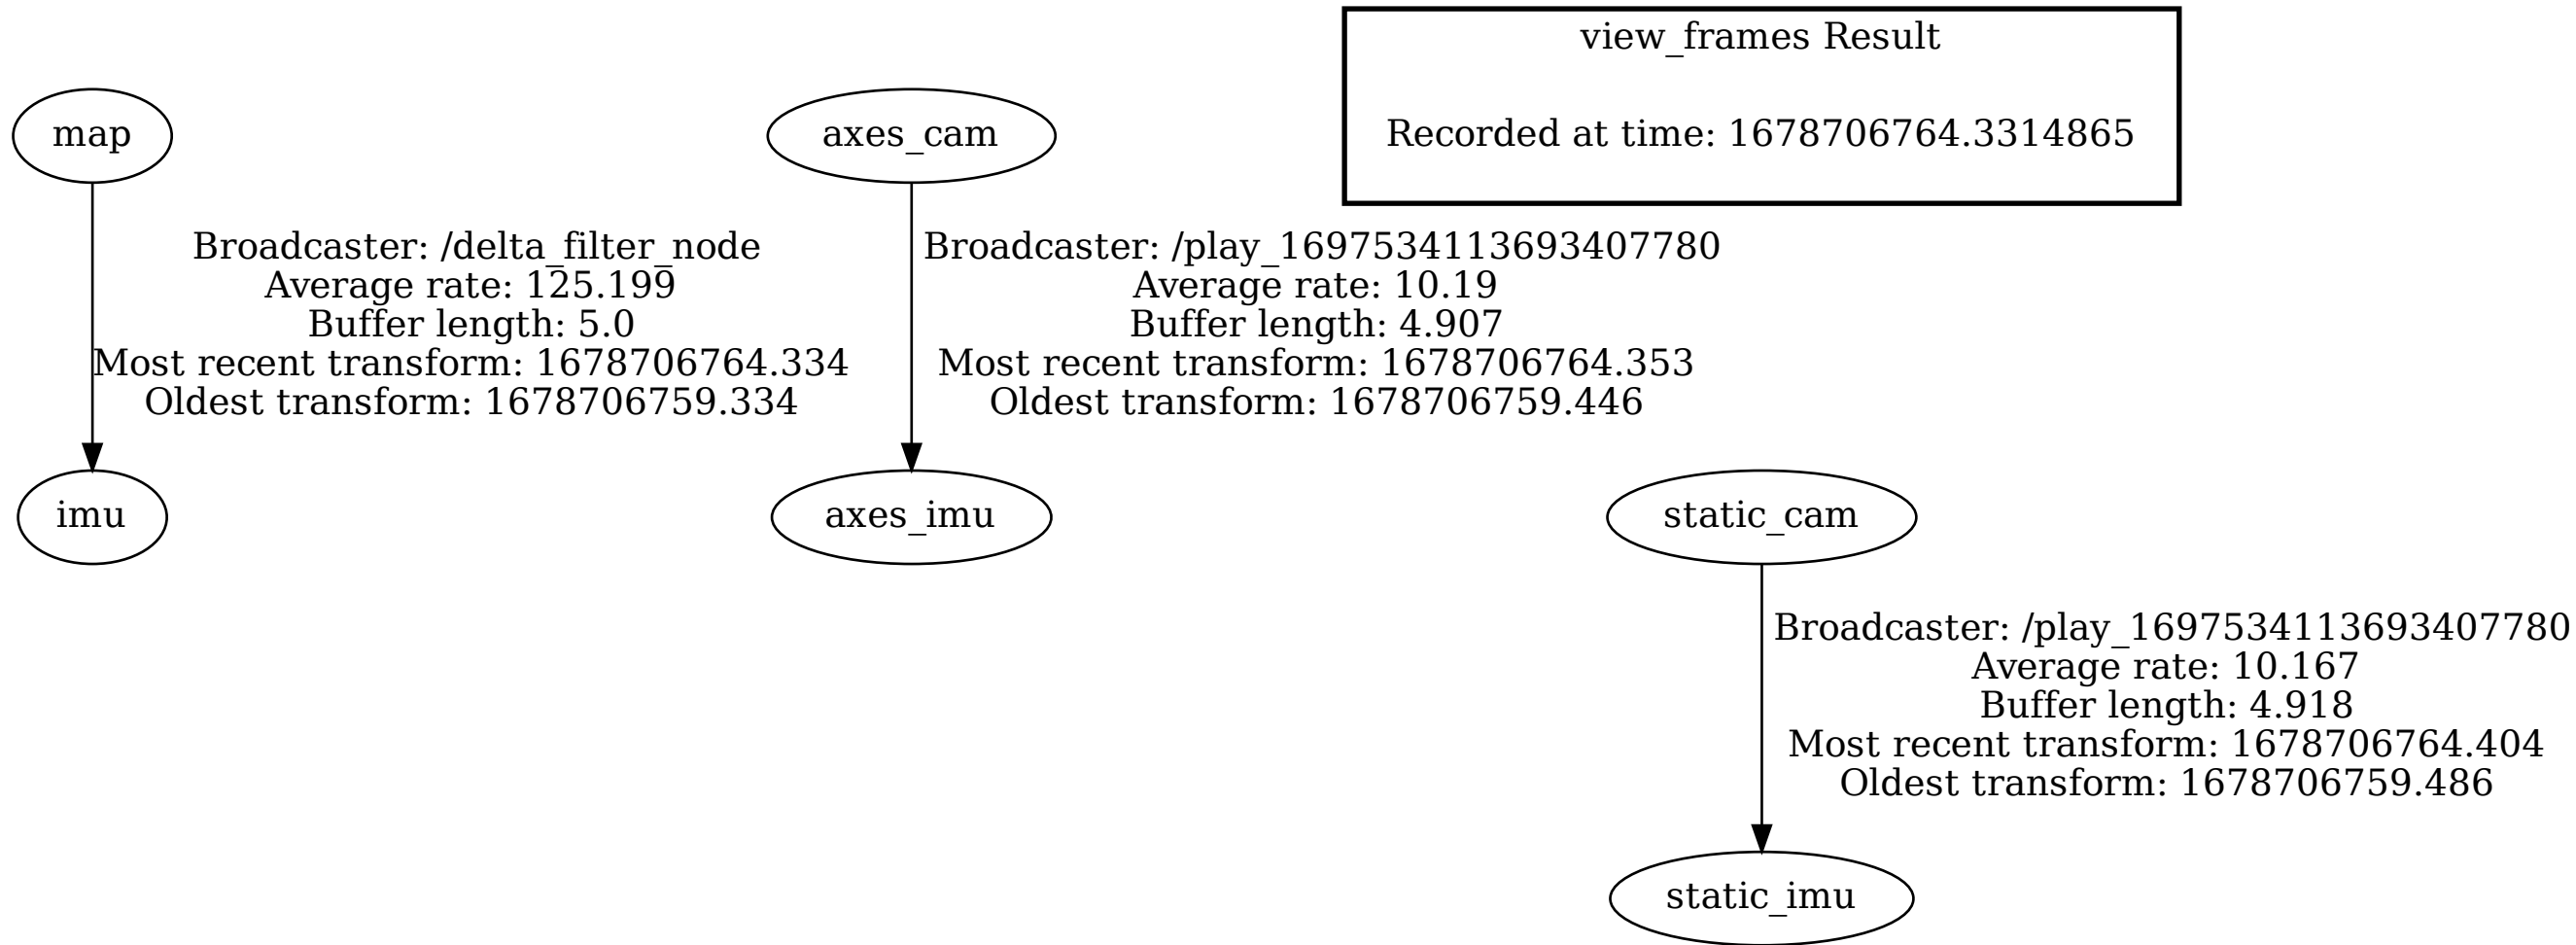 view_frames Result
Recorded at time: 1678706764.3314865
map
axes_cam
Broadcaster: /delta_filter_node
Average rate: 125.199
Buffer length: 5.0
Most recent transform: 1678706764.334
Oldest transform: 1678706759.334
Broadcaster: /play_1697534113693407780
Average rate: 10.19
Buffer length: 4.907
Most recent transform: 1678706764.353
Oldest transform: 1678706759.446
imu
axes_imu
static_cam
Broadcaster: /play_1697534113693407780
Average rate: 10.167
Buffer length: 4.918
Most recent transform: 1678706764.404
Oldest transform: 1678706759.486
static_imu